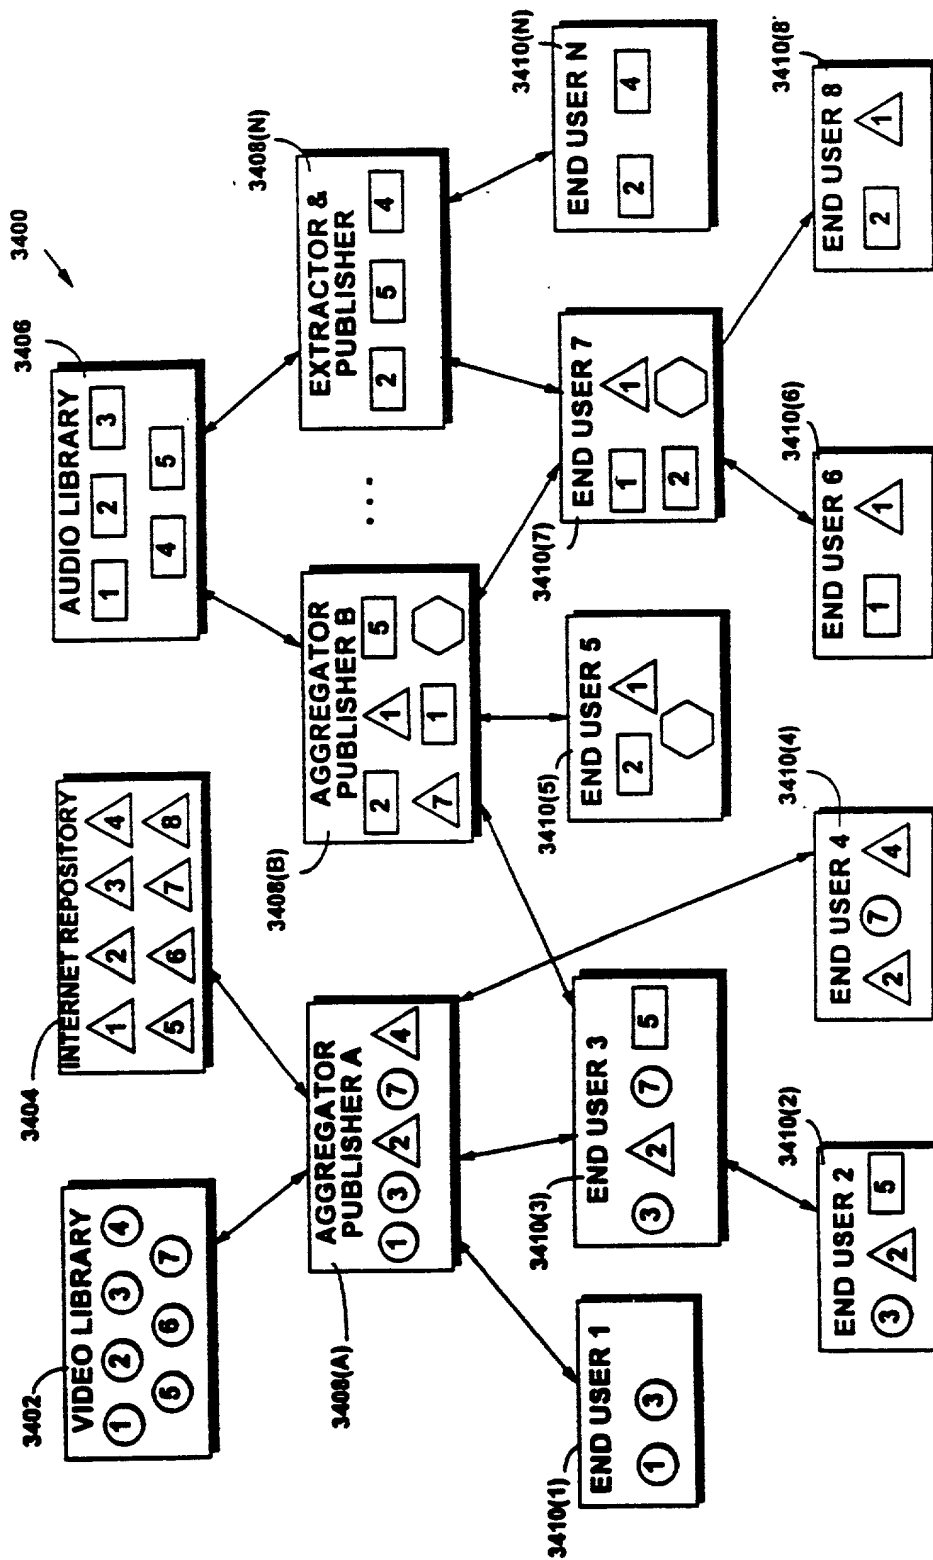 3400
3402
VIDEO LIBRARY
1 2 3 4
5 6 7
3404
INTERNET REPOSITORY
1 2 3 4
5 6 7 8
3406
AUDIO LIBRARY
1 2 3
4 5
3408(A)
AGGREGATOR
PUBLISHER A
1 3 2 7 4
3408(B)
AGGREGATOR
PUBLISHER B
2 1 5
7 1
...
3408(N)
EXTRACTOR &
PUBLISHER
2 5 4
3410(1)
END USER 1
1 3
3410(3)
END USER 3
3 2 7 5
3410(5)
END USER 5
2 1
3410(7)
END USER 7
1 1
2
3410(N)
END USER N
2 4
3410(2)
END USER 2
3 2 5
3410(4)
END USER 4
2 7 4
3410(6)
END USER 6
1 1
3410(8'
END USER 8
2 1